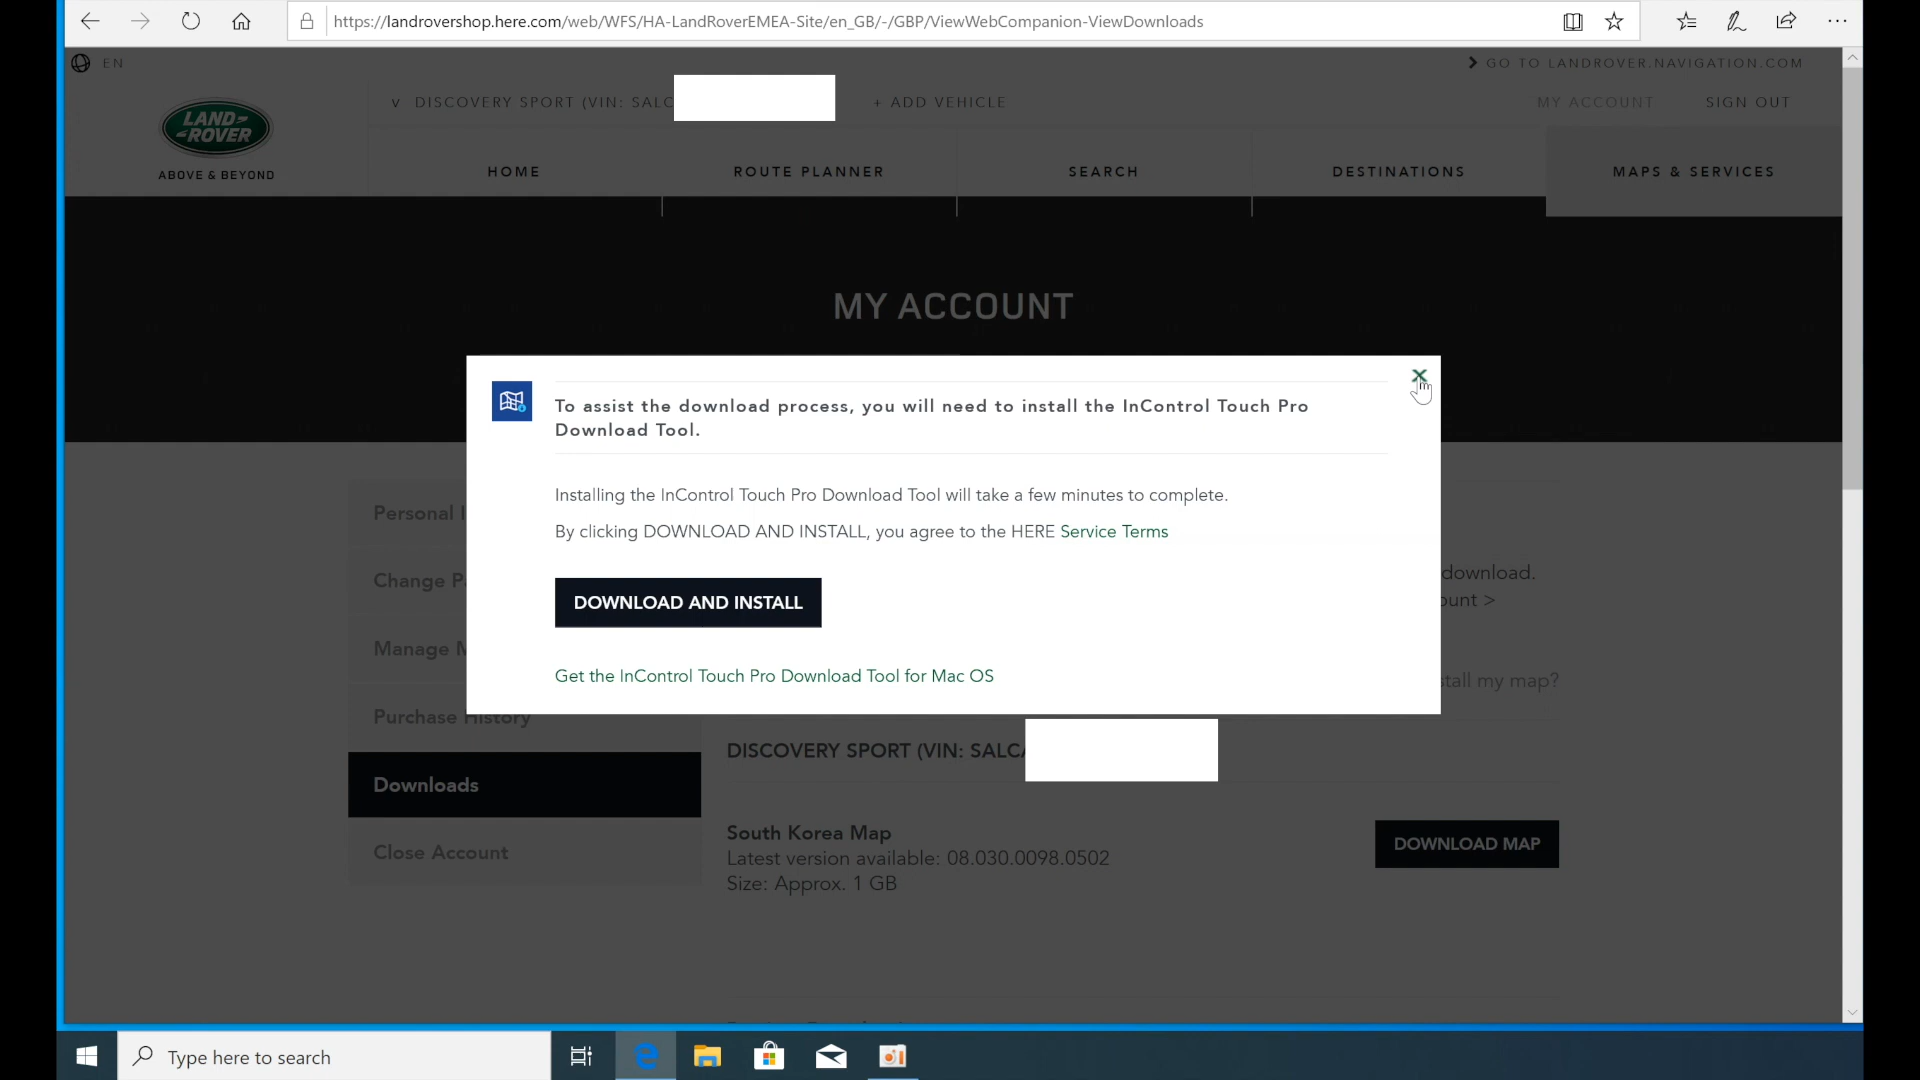 https://landrovershop.here.com/web/WFS/HA-LandRoverEMEA-Site/en_GB/-/GBP/ViewWebCompanion-ViewDownloads
EN
GO TO LANDROVER.NAVIGATION.COM
LAND ROVER
ABOVE & BEYOND
v DISCOVERY SPORT (VIN: SALC
+ ADD VEHICLE
MY ACCOUNT
SIGN OUT
HOME
ROUTE PLANNER
SEARCH
DESTINATIONS
MAPS & SERVICES
MY ACCOUNT
To assist the download process, you will need to install the InControl Touch Pro
Download Tool.
Installing the InControl Touch Pro Download Tool will take a few minutes to complete.
By clicking DOWNLOAD AND INSTALL, you agree to the HERE Service Terms
DOWNLOAD AND INSTALL
Get the InControl Touch Pro Download Tool for Mac OS
Personal
Change
Manage
Purchase History
Downloads
Close Account
download.
ount >
stall my map?
DISCOVERY SPORT (VIN: SALCA
South Korea Map
Latest version available: 08.030.0098.0502
Size: Approx. 1 GB
DOWNLOAD MAP
Type here to search